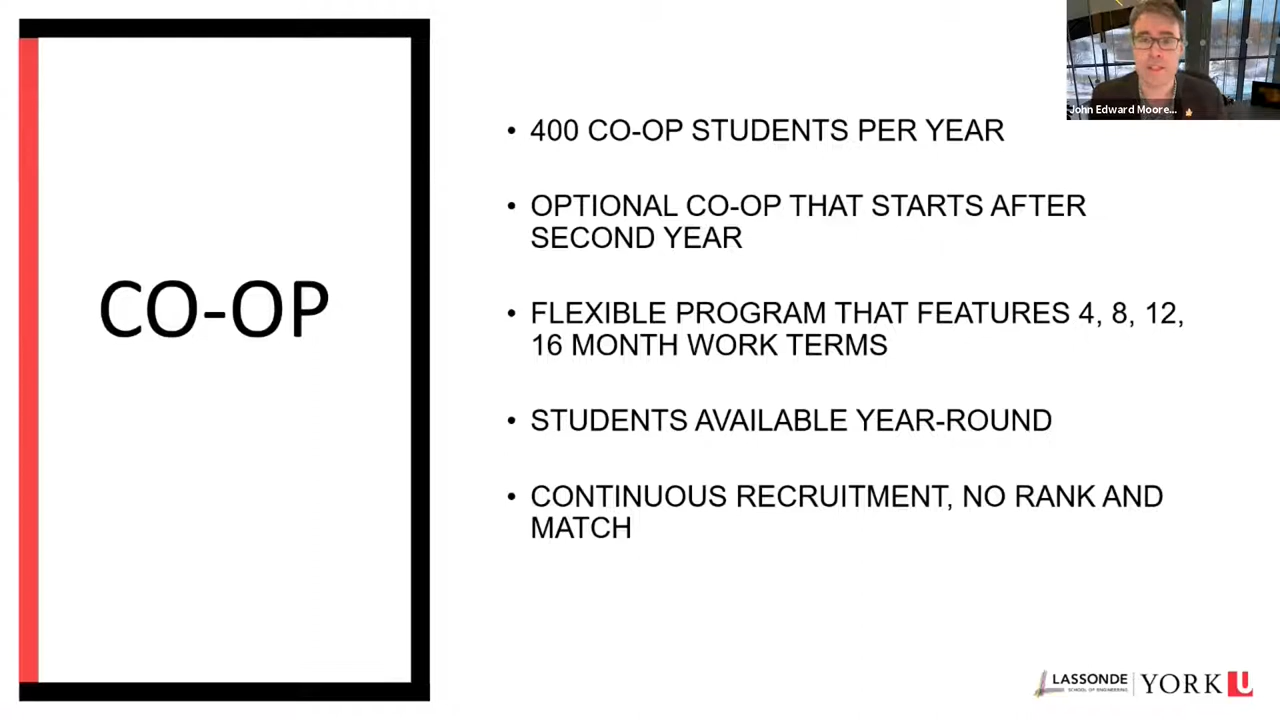 John Edward Moore...
CO-OP
• 400 CO-OP STUDENTS PER YEAR
• OPTIONAL CO-OP THAT STARTS AFTER
SECOND YEAR
• FLEXIBLE PROGRAM THAT FEATURES 4, 8, 12,
16 MONTH WORK TERMS
• STUDENTS AVAILABLE YEAR-ROUND
• CONTINUOUS RECRUITMENT, NO RANK AND
MATCH
LASSONDE
SCHOOL OF ENGINEERING
YORK U